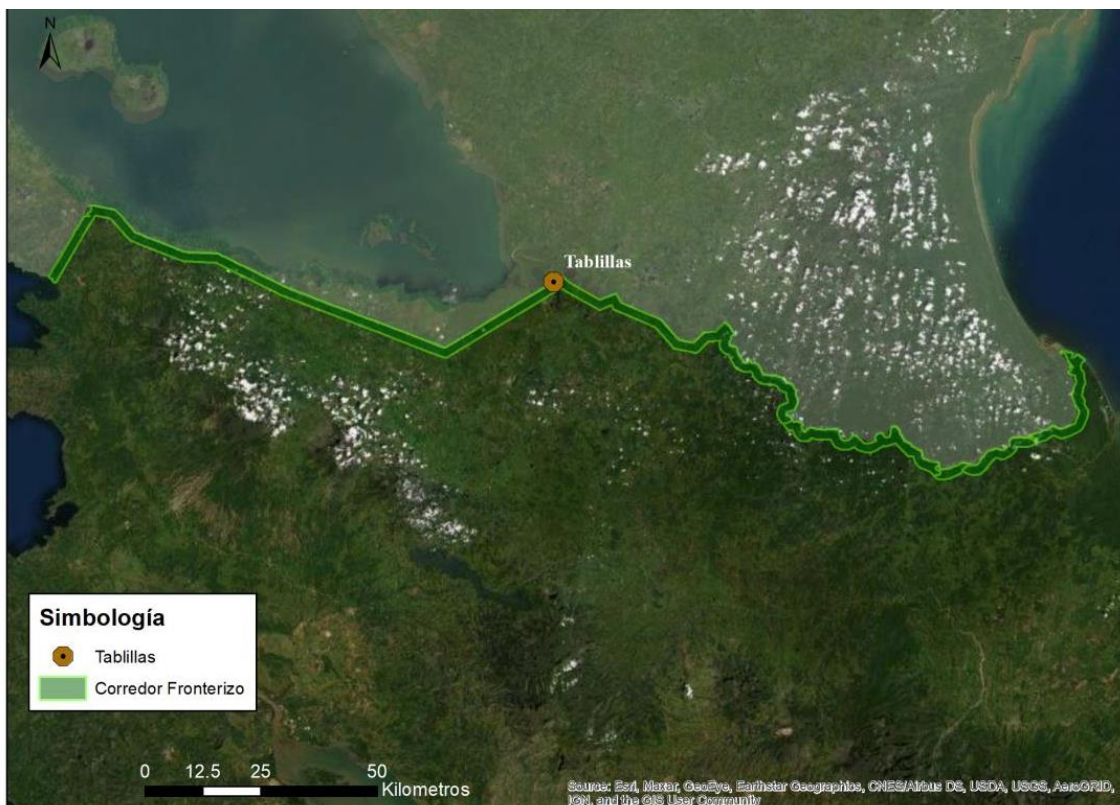 N
Tablillas
Simbología
Tablillas
Corredor Fronterizo
0 12.5 25 50
Kilometros
Source: Esri, Maxar, GeoEye, Earthstar Geographics, CNES/Airbus DS, USDA, USGS, AeroGRID,
IGN, and the GIS User Community